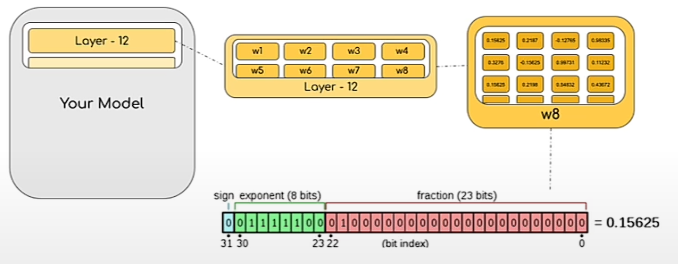 Layer - 12
Your Model
w1 w2 w3 w4
w5 w6 w7 w8
Layer - 12
0.15625 0.2187 -0.12765 0.98335
0.3276 -0.15625 0.99731 0.11232
0.15625 0.2198 0.54832 0.43672
w8
sign exponent (8 bits) fraction (23 bits)
0 0 1 1 1 1 1 0 0 0 1 0 0 0 0 0 0 0 0 0 0 0 0 0 0 0 0 0 0 0 0 0 = 0.15625
31 30 23 22 (bit index) 0